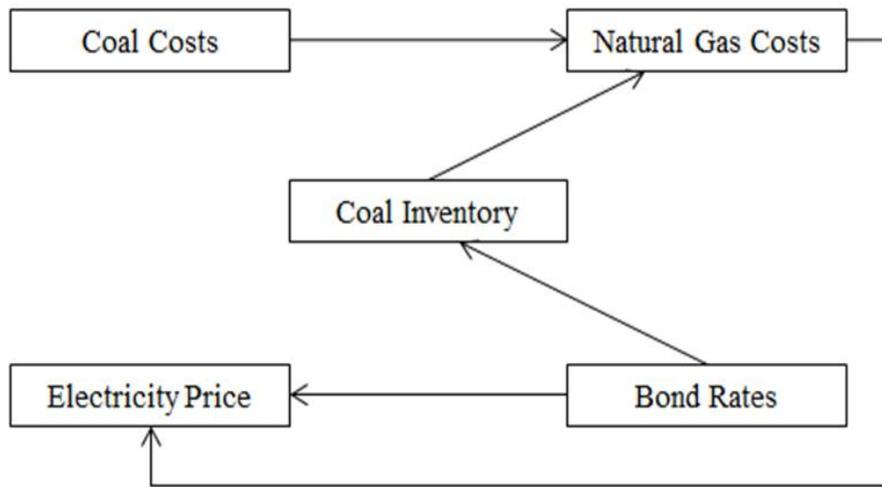 Coal Costs
Natural Gas Costs
Coal Inventory
Electricity Price
Bond Rates